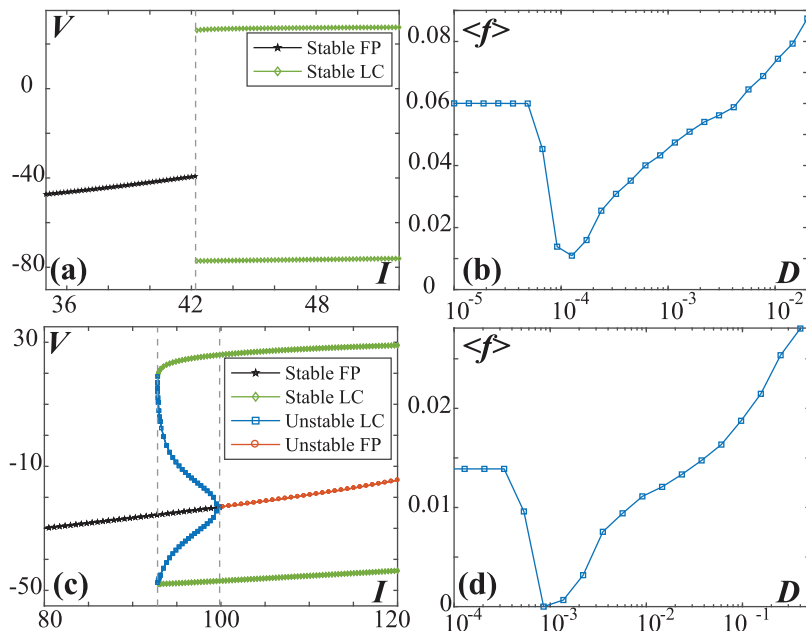 V
Stable FP
Stable LC
0
-40
-80
(a)
I
36
42
48
<f>
0.08
0.06
0.04
0.02
0
(b)
D
10-5
10-4
10-3
10-2
V
30
Stable FP
Stable LC
Unstable LC
Unstable FP
-10
-50
(c)
I
80
100
120
<f>
0.02
0.01
0
(d)
D
10-4
10-3
10-2
10-1